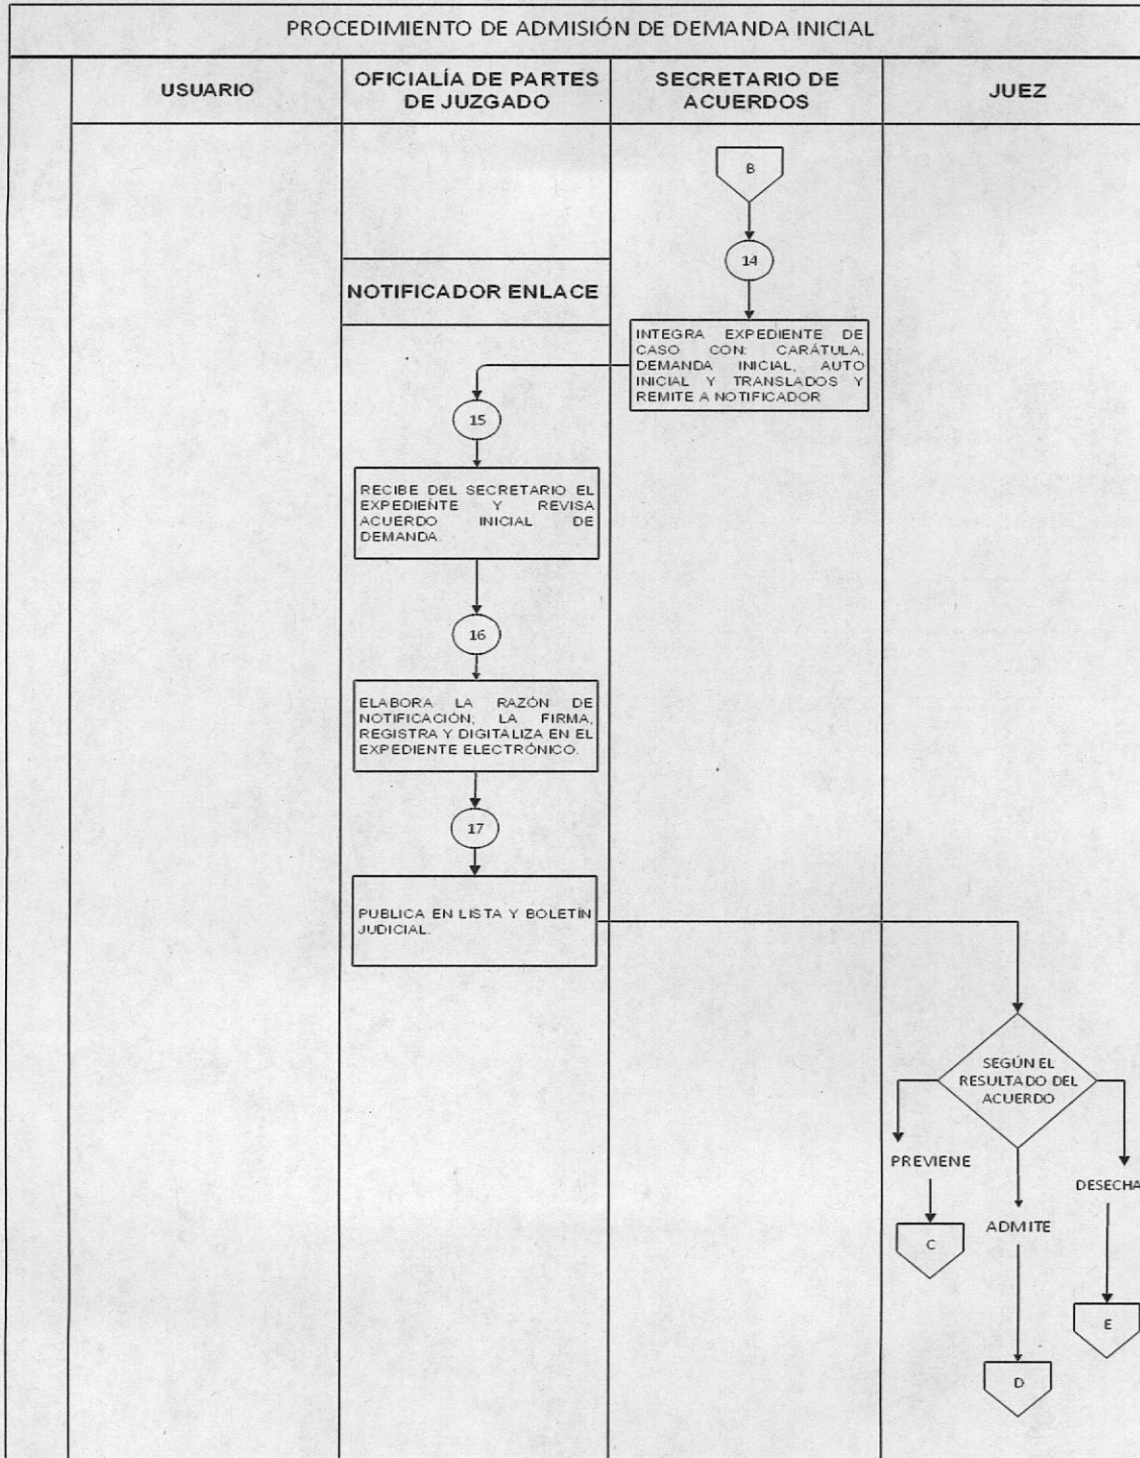 PROCEDIMIENTO DE ADMISIÓN DE DEMANDA INICIAL
USUARIO
OFICIALÍA DE PARTES
DE JUZGADO
SECRETARIO DE
ACUERDOS
JUEZ
B
14
NOTIFICADOR ENLACE
INTEGRA EXPEDIENTE DE
CASO CON: CARÁTULA,
DEMANDA INICIAL, AUTO
INICIAL Y TRANSLADOS Y
REMITE A NOTIFICADOR
15
RECIBE DEL SECRETARIO EL
EXPEDIENTE Y REVISA
ACUERDO INICIAL DE
DEMANDA.
16
ELABORA LA RAZÓN DE
NOTIFICACIÓN; LA FIRMA,
REGISTRA Y DIGITALIZA EN EL
EXPEDIENTE ELECTRÓNICO.
17
PUBLICA EN LISTA Y BOLETÍN
JUDICIAL.
SEGÚN EL
RESULTADO DEL
ACUERDO
PREVIENE
DESECHA
ADMITE
C
E
D